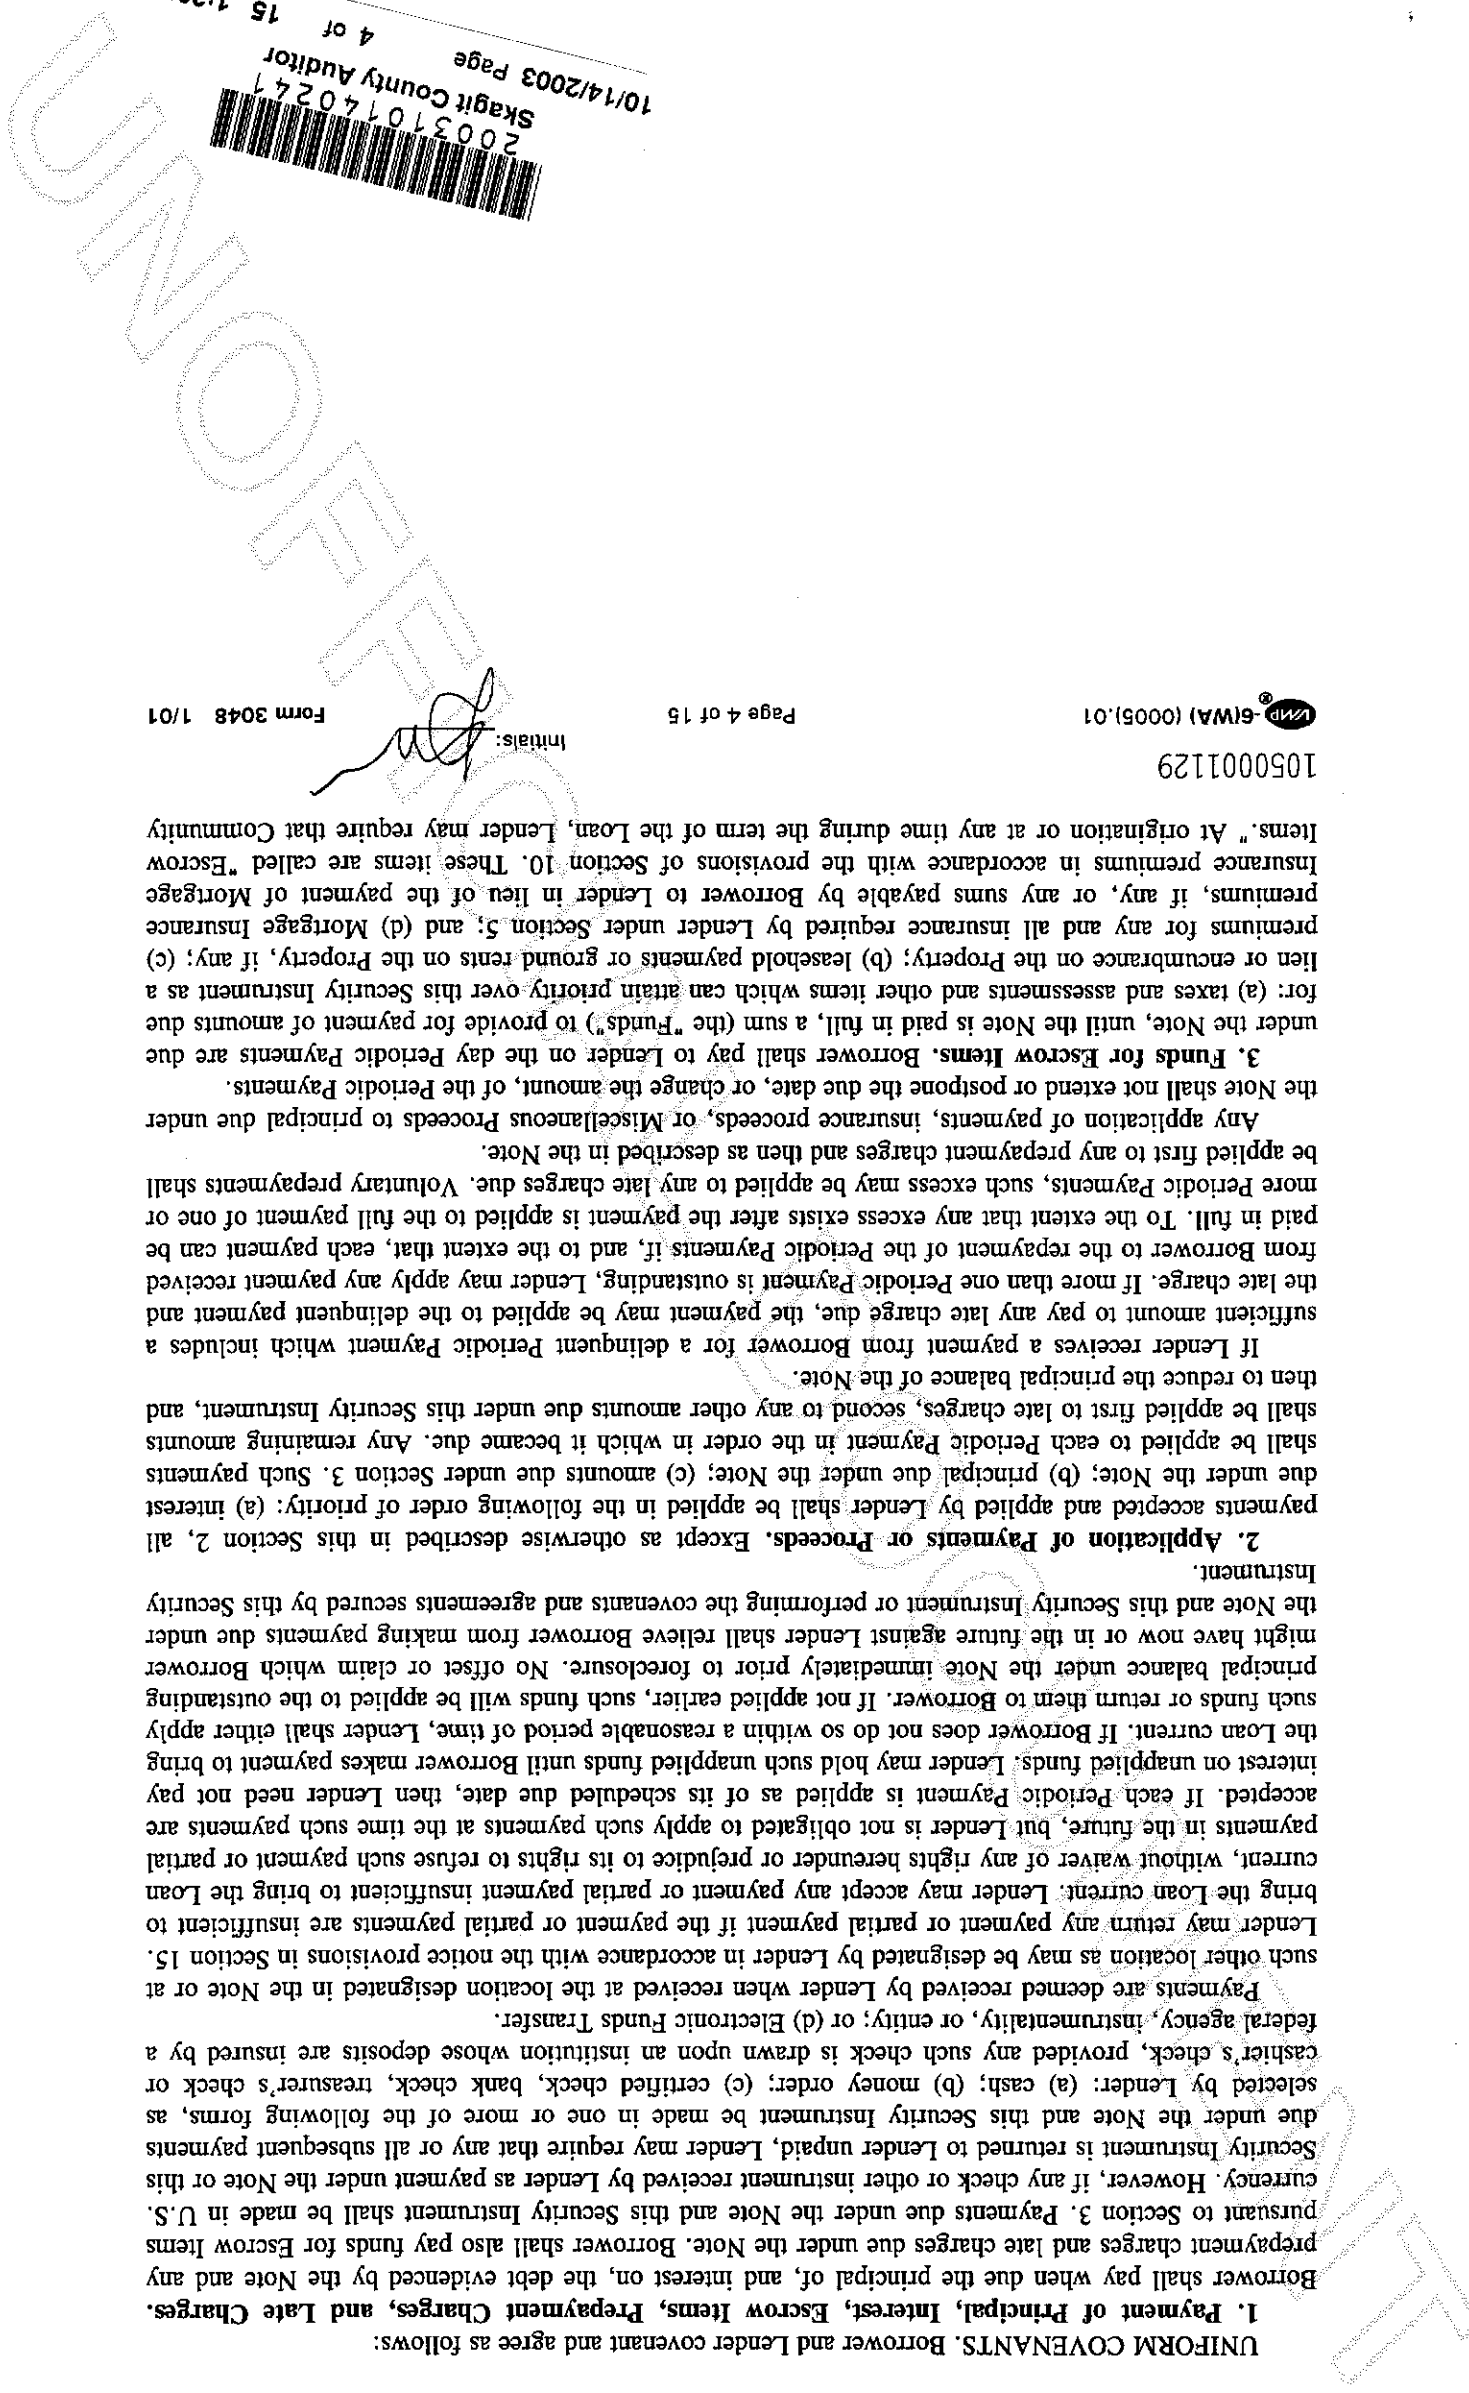 UNIFORM COVENANTS. Borrower and Lender covenant and agree as follows:
1. Payment of Principal, Interest, Escrow Items, Prepayment Charges, and Late Charges.
Borrower shall pay when due the principal of, and interest on, the debt evidenced by the Note and any
prepayment charges and late charges due under the Note. Borrower shall also pay funds for Escrow Items
pursuant to Section 3. Payments due under the Note and this Security Instrument shall be made in U.S.
currency. However, if any check or other instrument received by Lender as payment under the Note or this
Security Instrument is returned to Lender unpaid, Lender may require that any or all subsequent payments
due under the Note and this Security Instrument be made in one or more of the following forms, as
selected by Lender: (a) cash; (b) money order; (c) certified check, bank check, treasurer's check or
cashier's check, provided any such check is drawn upon an institution whose deposits are insured by a
federal agency, instrumentality, or entity; or (d) Electronic Funds Transfer.
Payments are deemed received by Lender when received at the location designated in the Note or at
such other location as may be designated by Lender in accordance with the notice provisions in Section 15.
Lender may return any payment or partial payment if the payment or partial payments are insufficient to
bring the Loan current. Lender may accept any payment or partial payment insufficient to bring the Loan
current, without waiver of any rights hereunder or prejudice to its rights to refuse such payment or partial
payments in the future, but Lender is not obligated to apply such payments at the time such payments are
accepted. If each Periodic Payment is applied as of its scheduled due date, then Lender need not pay
interest on unapplied funds. Lender may hold such unapplied funds until Borrower makes payment to bring
the Loan current. If Borrower does not do so within a reasonable period of time, Lender shall either apply
such funds or return them to Borrower. If not applied earlier, such funds will be applied to the outstanding
principal balance under the Note immediately prior to foreclosure. No offset or claim which Borrower
might have now or in the future against Lender shall relieve Borrower from making payments due under
the Note and this Security Instrument or performing the covenants and agreements secured by this Security
Instrument.
2. Application of Payments or Proceeds. Except as otherwise described in this Section 2, all
payments accepted and applied by Lender shall be applied in the following order of priority: (a) interest
due under the Note; (b) principal due under the Note; (c) amounts due under Section 3. Such payments
shall be applied to each Periodic Payment in the order in which it became due. Any remaining amounts
shall be applied first to late charges, second to any other amounts due under this Security Instrument, and
then to reduce the principal balance of the Note.
If Lender receives a payment from Borrower for a delinquent Periodic Payment which includes a
sufficient amount to pay any late charge due, the payment may be applied to the delinquent payment and
the late charge. If more than one Periodic Payment is outstanding, Lender may apply any payment received
from Borrower to the repayment of the Periodic Payments if, and to the extent that, each payment can be
paid in full. To the extent that any excess exists after the payment is applied to the full payment of one or
more Periodic Payments, such excess may be applied to any late charges due. Voluntary prepayments shall
be applied first to any prepayment charges and then as described in the Note.
Any application of payments, insurance proceeds, or Miscellaneous Proceeds to principal due under
the Note shall not extend or postpone the due date, or change the amount, of the Periodic Payments.
3. Funds for Escrow Items. Borrower shall pay to Lender on the day Periodic Payments are due
under the Note, until the Note is paid in full, a sum (the "Funds") to provide for payment of amounts due
for: (a) taxes and assessments and other items which can attain priority over this Security Instrument as a
lien or encumbrance on the Property; (b) leasehold payments or ground rents on the Property, if any; (c)
premiums for any and all insurance required by Lender under Section 5; and (d) Mortgage Insurance
premiums, if any, or any sums payable by Borrower to Lender in lieu of the payment of Mortgage
Insurance premiums in accordance with the provisions of Section 10. These items are called "Escrow
Items." At origination or at any time during the term of the Loan, Lender may require that Community
1050001129
Initials:
VMP®-6(WA) (0005).01 Page 4 of 15 Form 3048 1/01
200310140241
Skagit County Auditor
10/14/2003 Page 4 of 15
UNOFFICIAL DOCUMENT